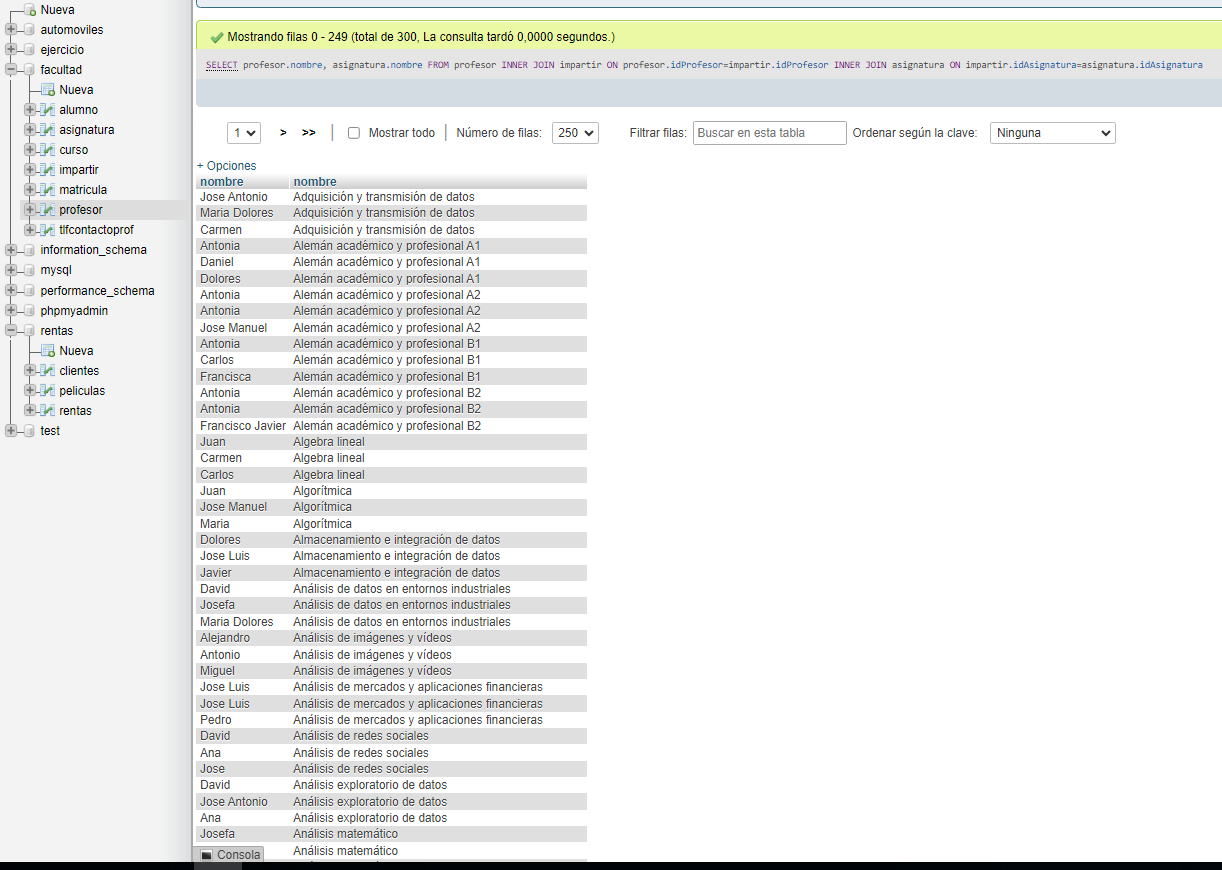 Nueva
automoviles
ejercicio
facultad
Nueva
alumno
asignatura
curso
impartir
matricula
profesor
tlfcontactoprof
information_schema
mysql
performance_schema
phpmyadmin
rentas
Nueva
clientes
peliculas
rentas
test
Mostrando filas 0 - 249 (total de 300, La consulta tardó 0,0000 segundos.)
SELECT profesor.nombre, asignatura.nombre FROM profesor INNER JOIN impartir ON profesor.idProfesor=impartir.idProfesor INNER JOIN asignatura ON impartir.idAsignatura=asignatura.idAsignatura
1 > >> Mostrar todo Número de filas: 250 Filtrar filas: Buscar en esta tabla Ordenar según la clave: Ninguna
+ Opciones
nombre nombre
Jose Antonio Adquisición y transmisión de datos
Maria Dolores Adquisición y transmisión de datos
Carmen Adquisición y transmisión de datos
Antonia Alemán académico y profesional A1
Daniel Alemán académico y profesional A1
Dolores Alemán académico y profesional A1
Antonia Alemán académico y profesional A2
Antonia Alemán académico y profesional A2
Jose Manuel Alemán académico y profesional A2
Antonia Alemán académico y profesional B1
Carlos Alemán académico y profesional B1
Francisca Alemán académico y profesional B1
Antonia Alemán académico y profesional B2
Antonia Alemán académico y profesional B2
Francisco Javier Alemán académico y profesional B2
Juan Algebra lineal
Carmen Algebra lineal
Carlos Algebra lineal
Juan Algorítmica
Jose Manuel Algorítmica
Maria Algorítmica
Dolores Almacenamiento e integración de datos
Jose Luis Almacenamiento e integración de datos
Javier Almacenamiento e integración de datos
David Análisis de datos en entornos industriales
Josefa Análisis de datos en entornos industriales
Maria Dolores Análisis de datos en entornos industriales
Alejandro Análisis de imágenes y vídeos
Antonio Análisis de imágenes y vídeos
Miguel Análisis de imágenes y vídeos
Jose Luis Análisis de mercados y aplicaciones financieras
Jose Luis Análisis de mercados y aplicaciones financieras
Pedro Análisis de mercados y aplicaciones financieras
David Análisis de redes sociales
Ana Análisis de redes sociales
Jose Análisis de redes sociales
David Análisis exploratorio de datos
Jose Antonio Análisis exploratorio de datos
Ana Análisis exploratorio de datos
Josefa Análisis matemático
Análisis matemático
Consola